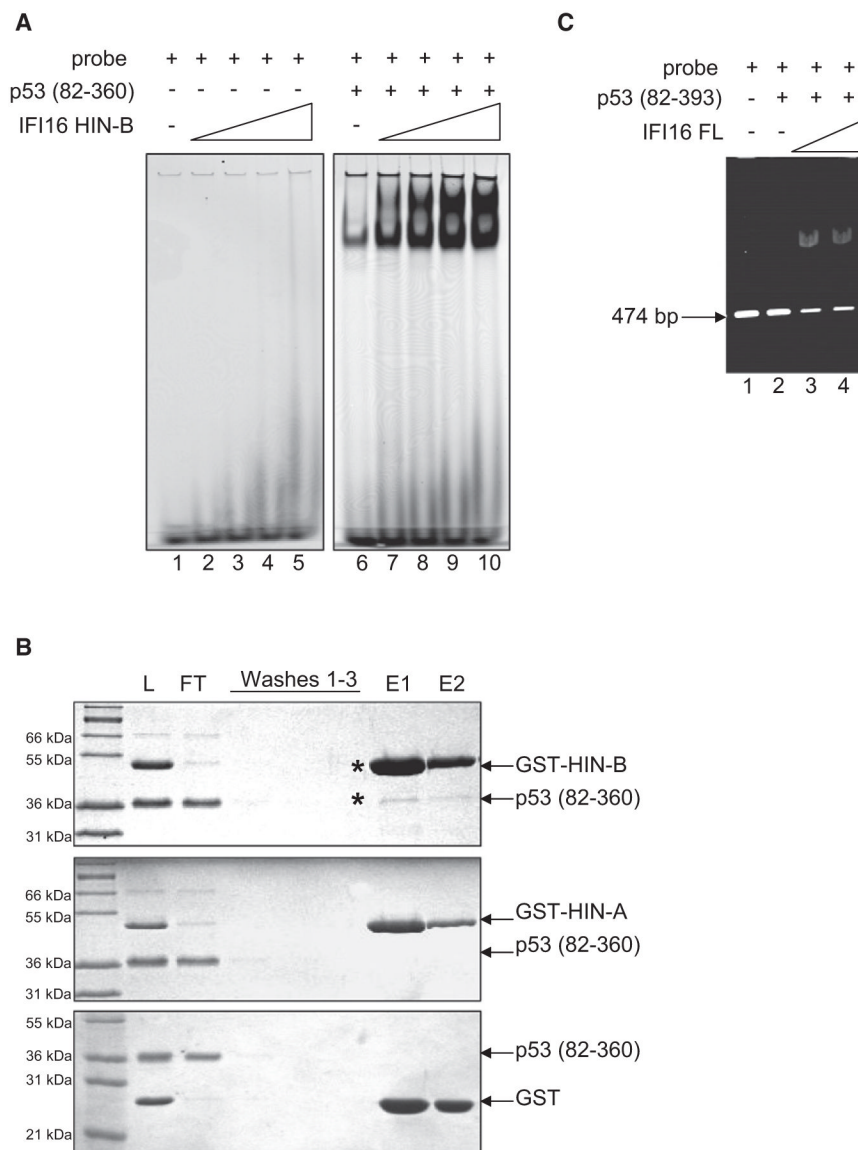 A
probe + + + + + + + + + +
p53 (82-360) - - - - - + + + + +
IFI16 HIN-B - -
1 2 3 4 5 6 7 8 9 10
C
probe + + + +
p53 (82-393) - + + +
IFI16 FL - -
474 bp
1 2 3 4
B
L FT Washes 1-3 E1 E2
66 kDa
55 kDa * GST-HIN-B
36 kDa * p53 (82-360)
31 kDa
66 kDa
55 kDa GST-HIN-A
p53 (82-360)
36 kDa
31 kDa
55 kDa
36 kDa p53 (82-360)
31 kDa
GST
21 kDa